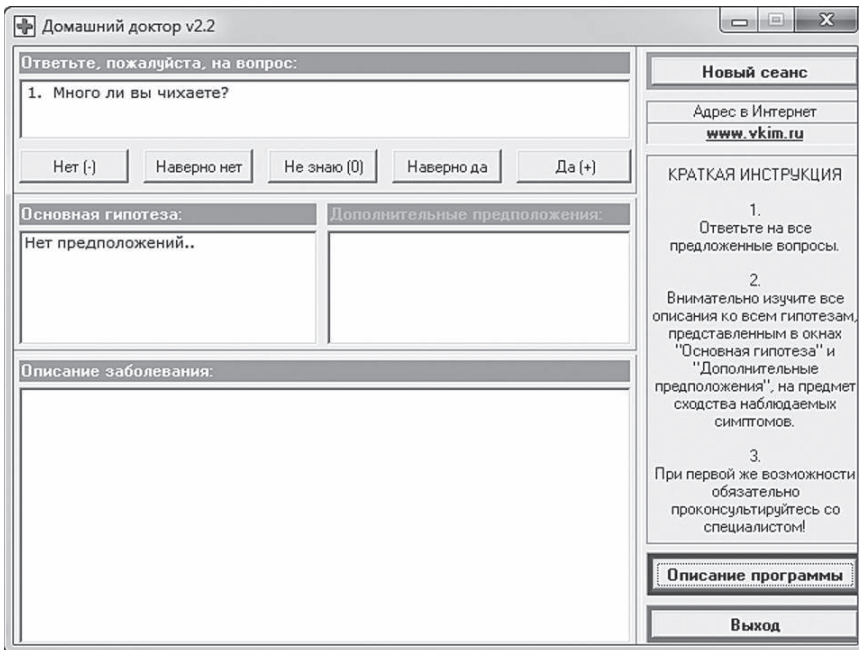 Домашний доктор v2.2
Ответьте, пожалуйста, на вопрос:
1. Много ли вы чихаете?
Нет (-)
Наверно нет
Не знаю (0)
Наверно да
Да (+)
Основная гипотеза:
Нет предположений..
Дополнительные предположения:
Описание заболевания:
Новый сеанс
Адрес в Интернет
www.vkim.ru
КРАТКАЯ ИНСТРУКЦИЯ
1.
Ответьте на все
предложенные вопросы.
2.
Внимательно изучите все
описания ко всем гипотезам,
представленным в окнах
"Основная гипотеза" и
"Дополнительные
предположения", на предмет
сходства наблюдаемых
симптомов.
3.
При первой же возможности
обязательно
проконсультируйтесь со
специалистом!
Описание программы
Выход